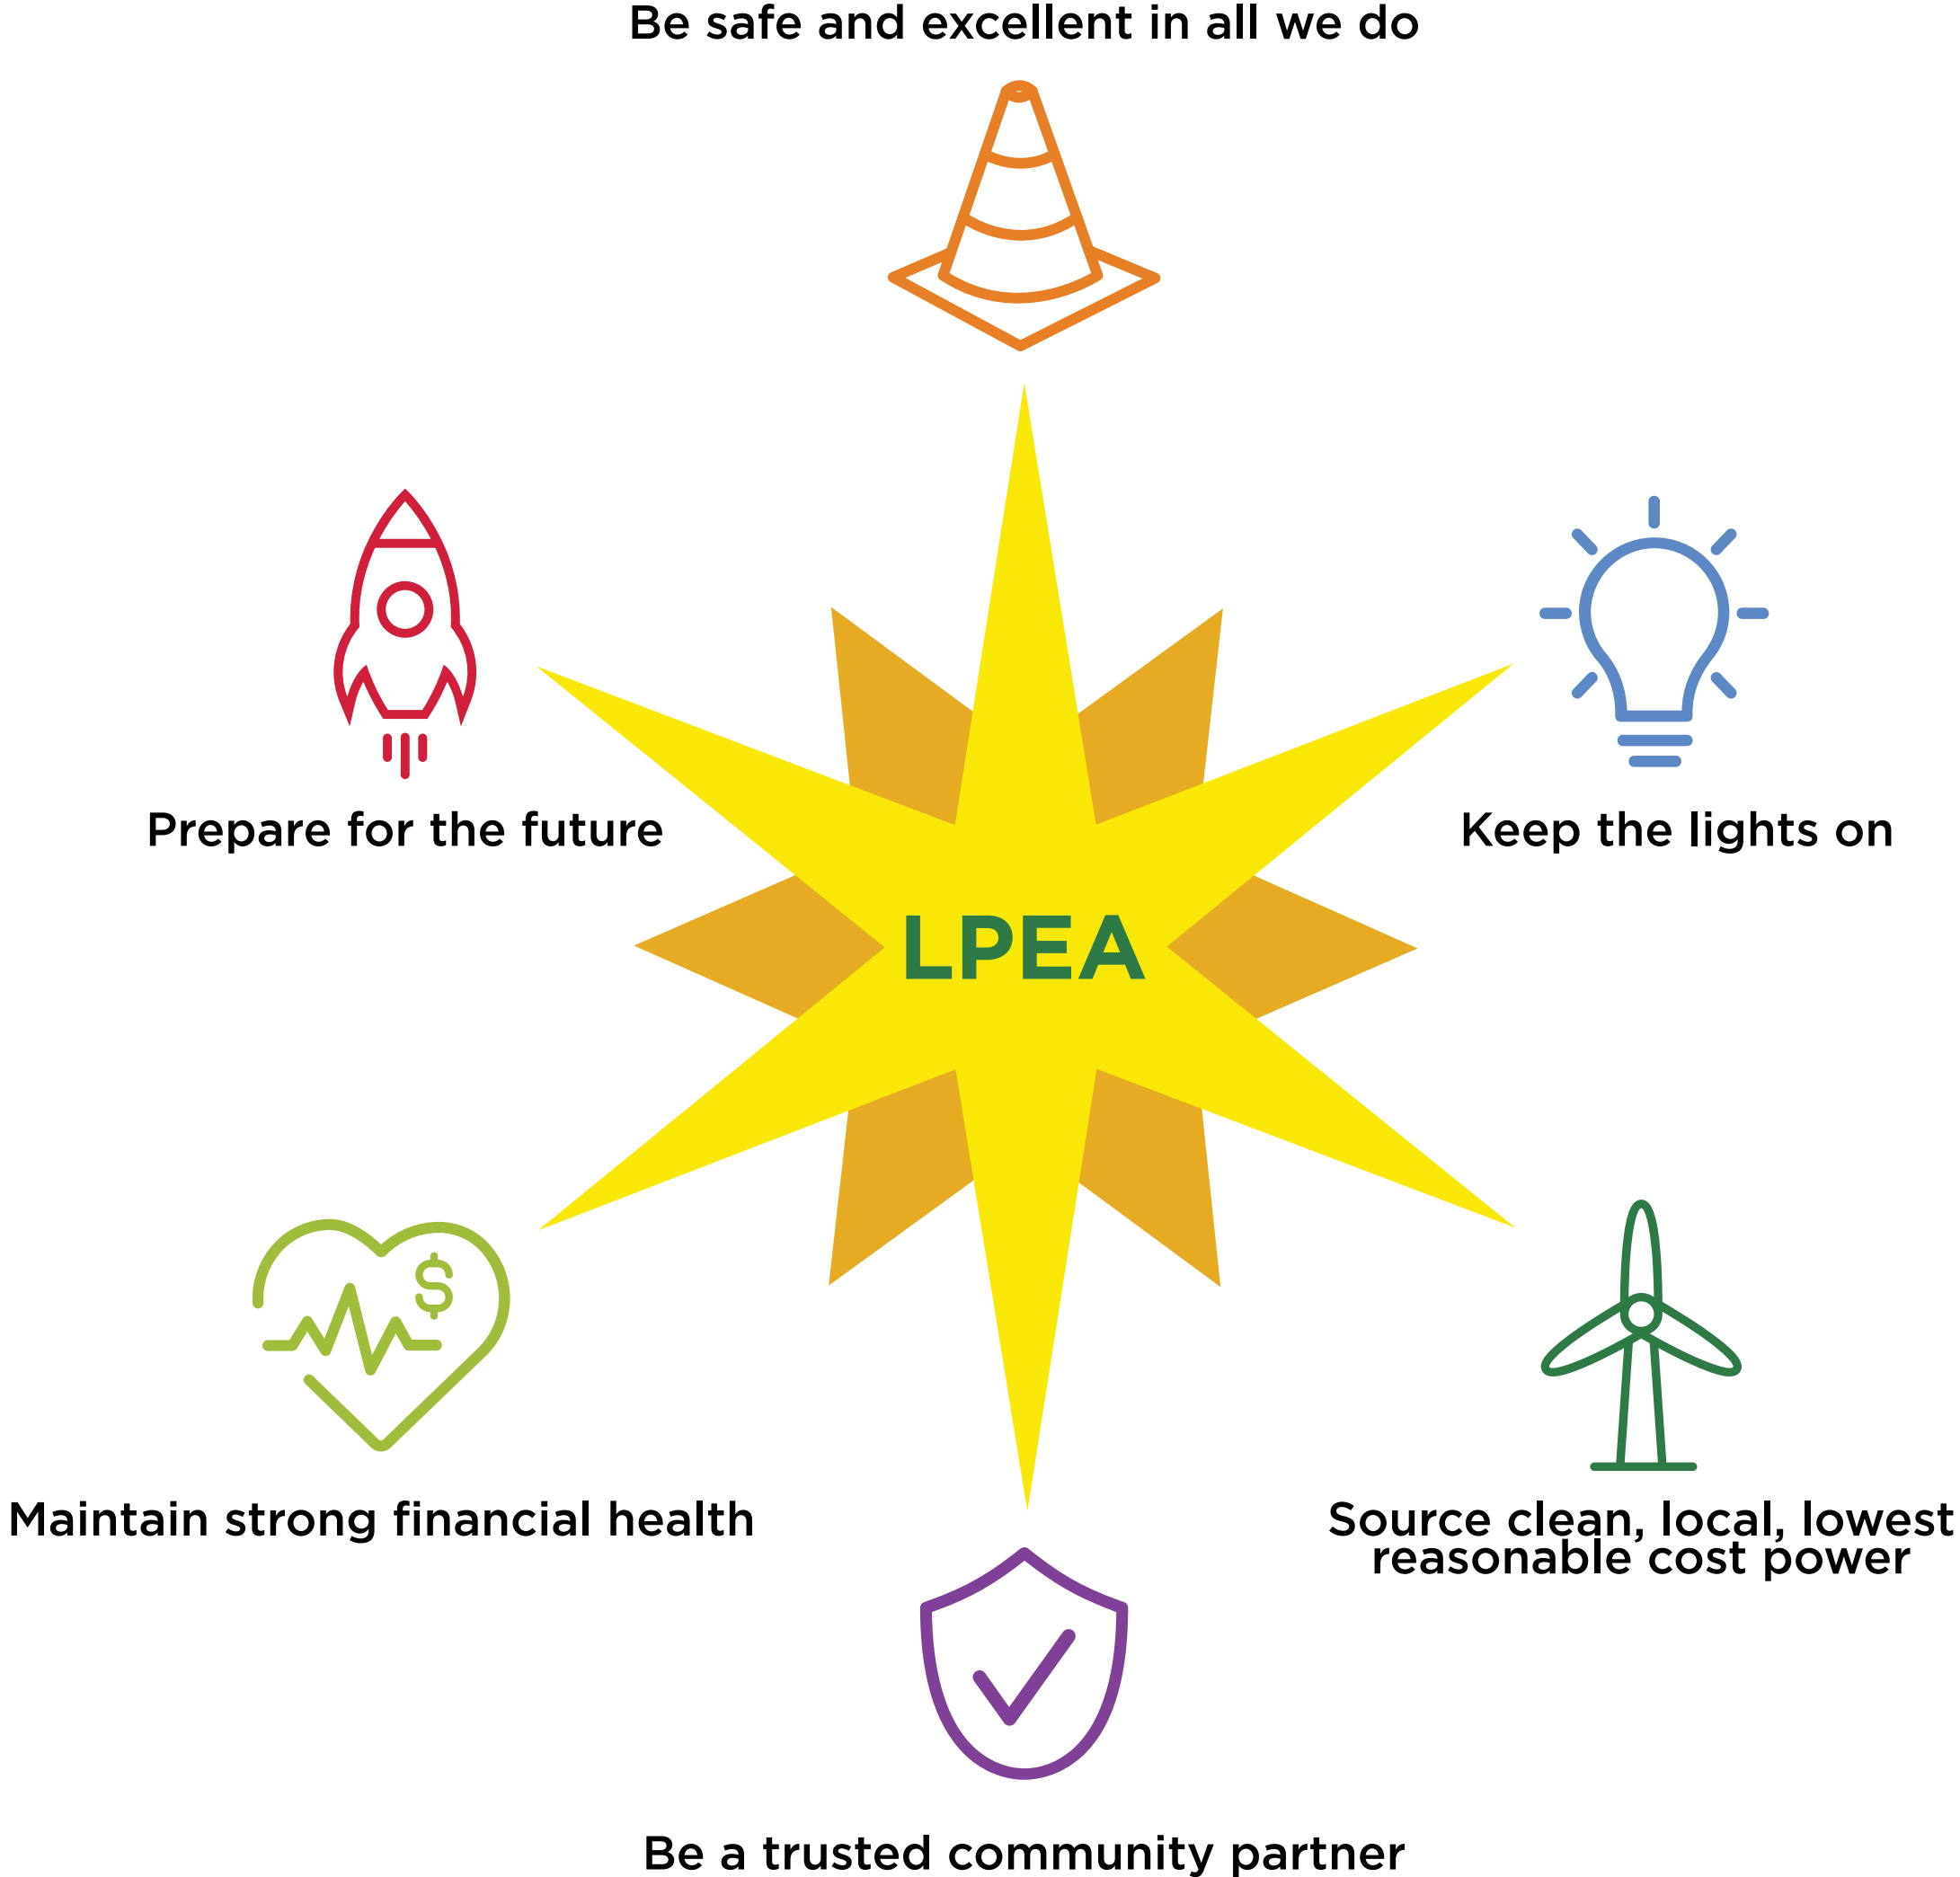 Be safe and excellent in all we do
Prepare for the future
Keep the lights on
LPEA
$
Maintain strong financial health
Source clean, local, lowest
reasonable cost power
Be a trusted community partner